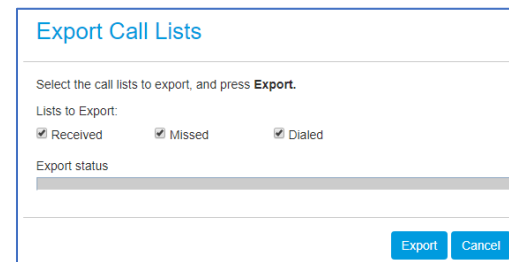 Export Call Lists
Select the call lists to export, and press Export.
Lists to Export:
Received Missed Dialed
Export status
Export Cancel